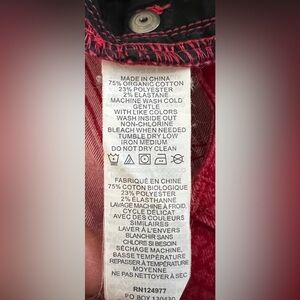 MADE IN CHINA
75% ORGANIC COTTON
23% POLYESTER
2% ELASTANE
MACHINE WASH COLD
GENTLE
WITH LIKE COLORS
WASH INSIDE OUT
NON-CHLORINE
BLEACH WHEN NEEDED
TUMBLE DRY LOW
IRON MEDIUM
DO NOT DRY CLEAN
FABRIQUÉ EN CHINE
75% COTON BIOLOGIQUE
23% POLYESTER
2% ÉLASTHANNE
LAVAGE MACHINE À FROID,
CYCLE DÉLICAT
AVEC DES COULEURS
SIMILAIRES
LAVER À L'ENVERS
BLANCHIR SANS
CHLORE SI BESOIN
SÉCHAGE MACHINE,
BASSE TEMPÉRATURE
REPASSER À TEMPÉRATURE
MOYENNE
NE PAS NETTOYER À SEC
RN124977
PO BOX